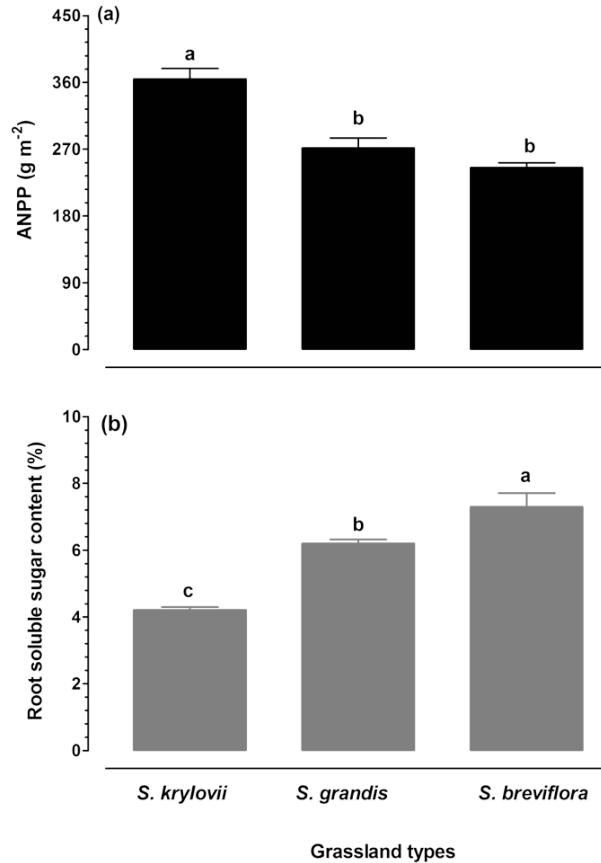 (a)
ANPP (g m⁻²)
450
360
270
180
90
0
a
b
b
(b)
Root soluble sugar content (%)
10
8
6
4
2
0
c
b
a
S. krylovii S. grandis S. breviflora
Grassland types